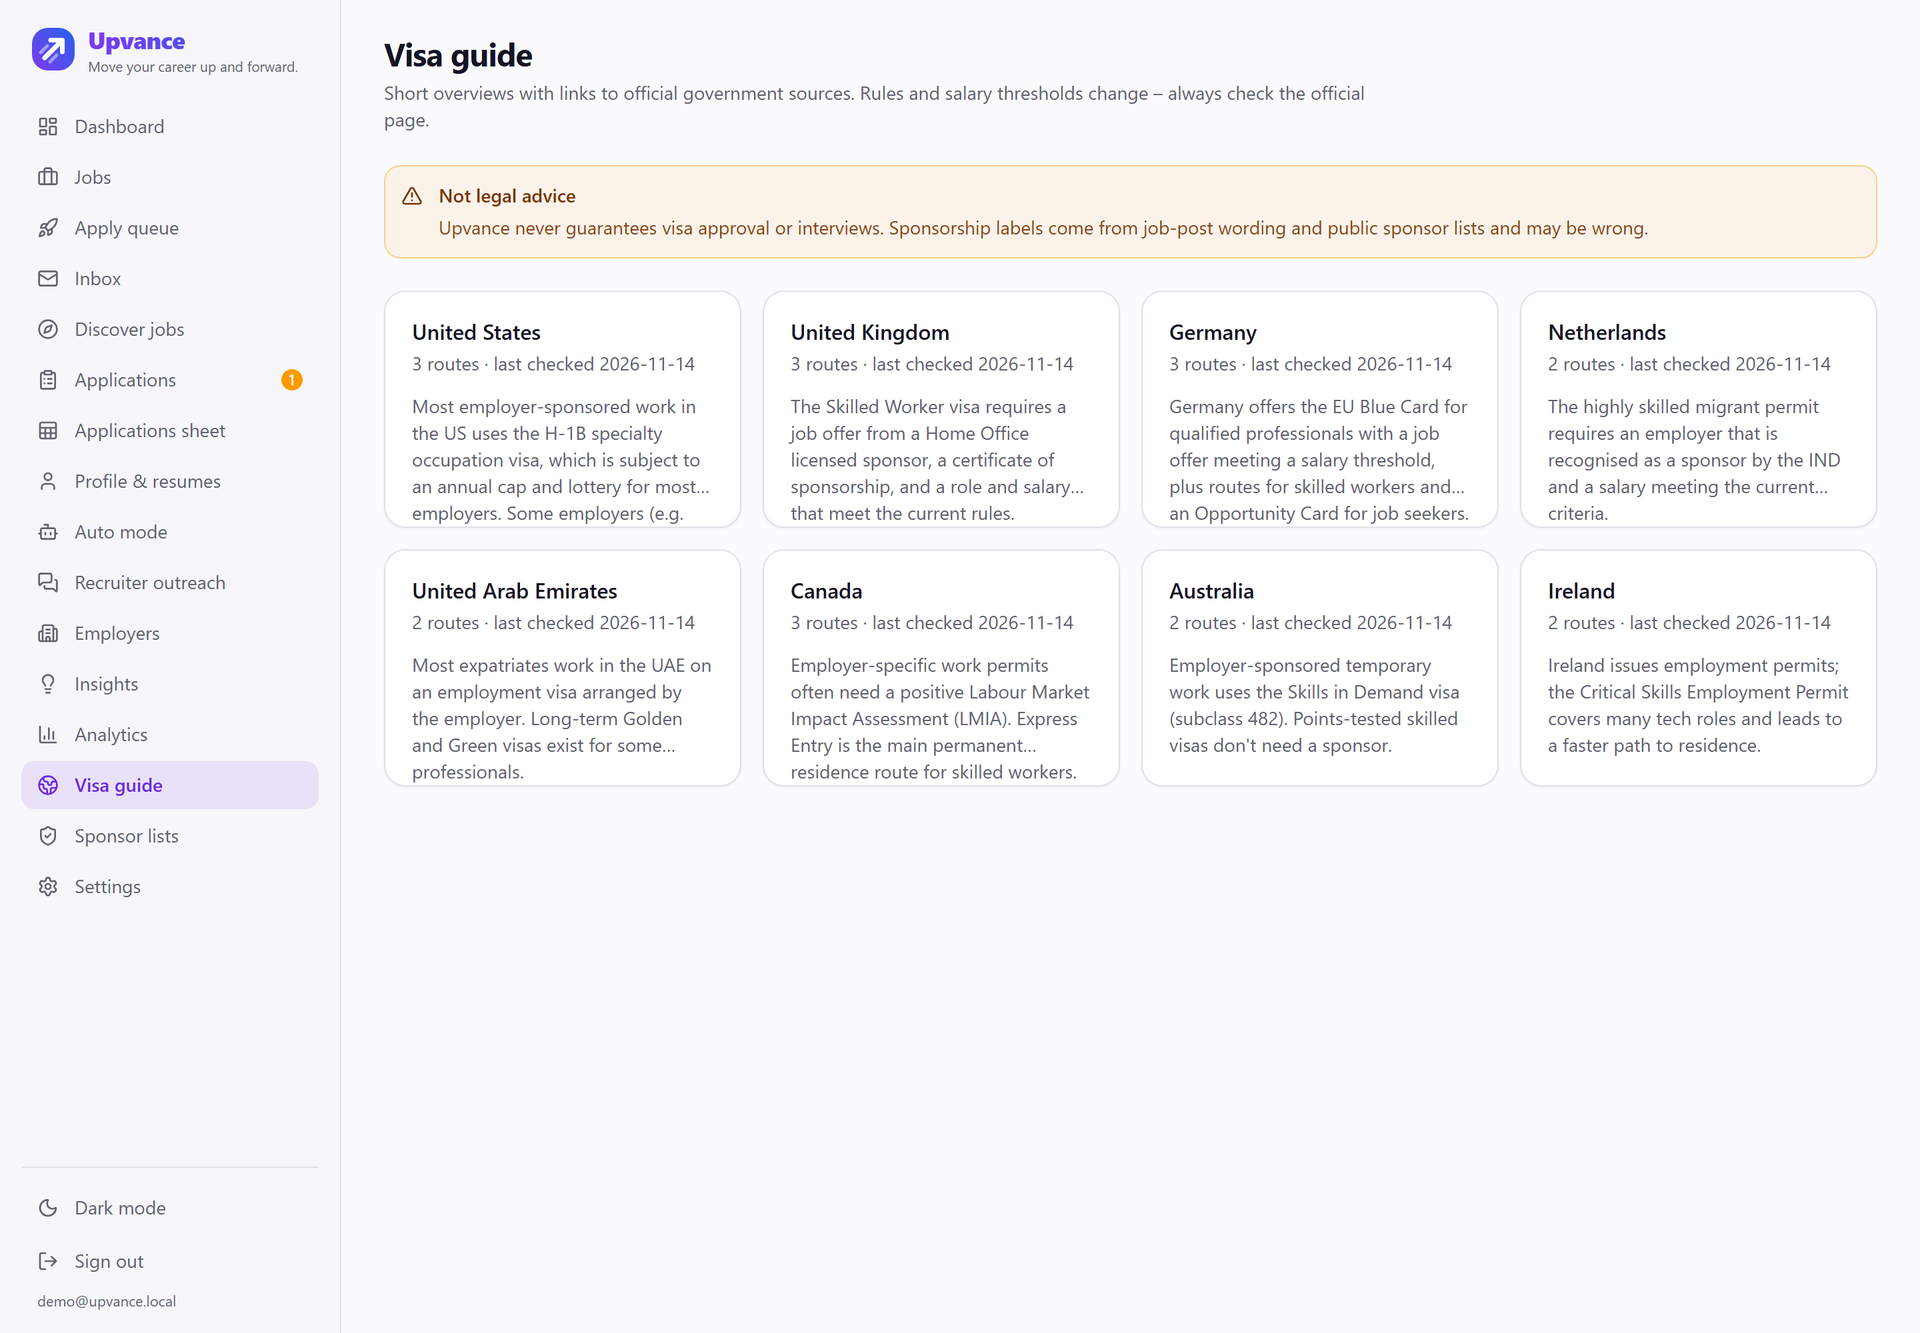 Upvance
Move your career up and forward.
Dashboard
Jobs
Apply queue
Inbox
Discover jobs
Applications
1
Applications sheet
Profile & resumes
Auto mode
Recruiter outreach
Employers
Insights
Analytics
Visa guide
Sponsor lists
Settings
Dark mode
Sign out
demo@upvance.local
Visa guide
Short overviews with links to official government sources. Rules and salary thresholds change – always check the official
page.
Not legal advice
Upvance never guarantees visa approval or interviews. Sponsorship labels come from job-post wording and public sponsor lists and may be wrong.
United States
3 routes · last checked 2026-11-14
Most employer-sponsored work in
the US uses the H-1B specialty
occupation visa, which is subject to
an annual cap and lottery for most...
employers. Some employers (e.g.
United Kingdom
3 routes · last checked 2026-11-14
The Skilled Worker visa requires a
job offer from a Home Office
licensed sponsor, a certificate of
sponsorship, and a role and salary...
that meet the current rules.
Germany
3 routes · last checked 2026-11-14
Germany offers the EU Blue Card for
qualified professionals with a job
offer meeting a salary threshold,
plus routes for skilled workers and...
an Opportunity Card for job seekers.
Netherlands
2 routes · last checked 2026-11-14
The highly skilled migrant permit
requires an employer that is
recognised as a sponsor by the IND
and a salary meeting the current...
criteria.
United Arab Emirates
2 routes · last checked 2026-11-14
Most expatriates work in the UAE on
an employment visa arranged by
the employer. Long-term Golden
and Green visas exist for some...
professionals.
Canada
3 routes · last checked 2026-11-14
Employer-specific work permits
often need a positive Labour Market
Impact Assessment (LMIA). Express
Entry is the main permanent...
residence route for skilled workers.
Australia
2 routes · last checked 2026-11-14
Employer-sponsored temporary
work uses the Skills in Demand visa
(subclass 482). Points-tested skilled
visas don't need a sponsor.
Ireland
2 routes · last checked 2026-11-14
Ireland issues employment permits;
the Critical Skills Employment Permit
covers many tech roles and leads to
a faster path to residence.